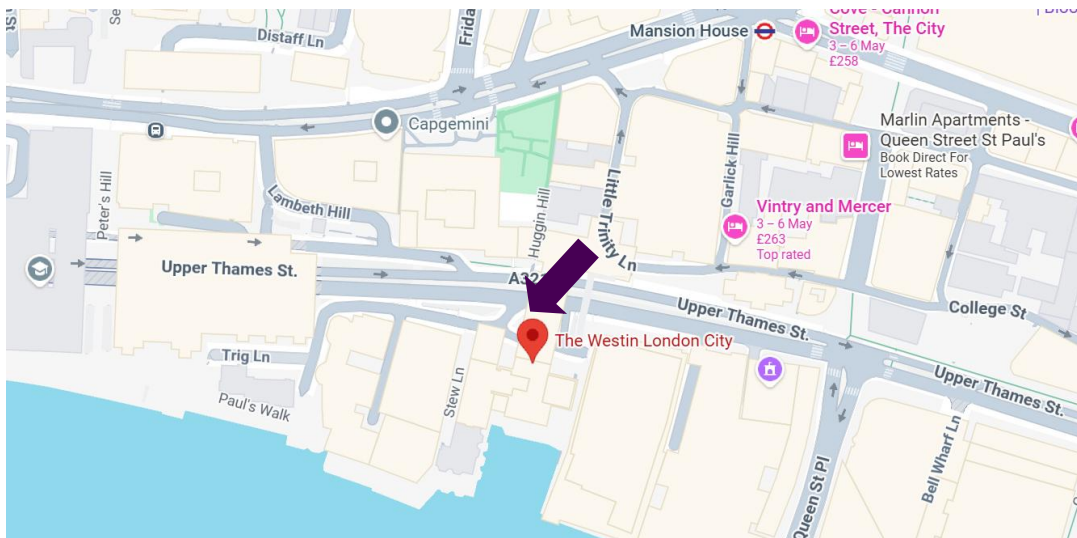 Distaff Ln
Mansion House
Street, The City
3 – 6 May
£258
Capgemini
Marlin Apartments -
Queen Street St Paul's
Book Direct For
Lowest Rates
Peter's Hill
Lambeth Hill
Huggin Hill
Little Trinity Ln
Garlick Hill
Vintry and Mercer
3 – 6 May
£263
Top rated
Upper Thames St.
Upper Thames St.
College St
The Westin London City
Trig Ln
Paul's Walk
Stew Ln
Upper Thames St.
Queen St Pl
Bell Wharf Ln